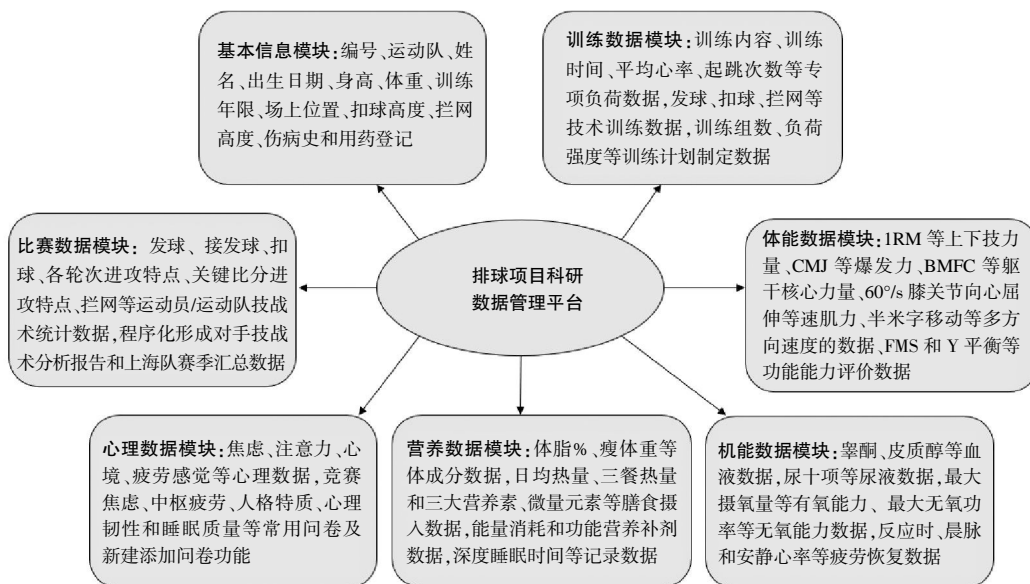 基本信息模块：编号、运动队、姓
名、出生日期、身高、体重、训练
年限、场上位置、扣球高度、拦网
高度、伤病史和用药登记
训练数据模块：训练内容、训练
时间、平均心率、起跳次数等专
项负荷数据，发球、扣球、拦网等
技术训练数据，训练组数、负荷
强度等训练计划制定数据
比赛数据模块：发球、接发球、扣
球、各轮次进攻特点、关键比分进
攻特点、拦网等运动员/运动队技战
术统计数据，程序化形成对手技战
术分析报告和上海队赛季汇总数据
排球项目科研
数据管理平台
体能数据模块：1RM 等上下技力
量、CMJ 等爆发力、BMFC 等躯
干核心力量、60°/s 膝关节向心屈
伸等速肌力、半米字移动等多方
向速度的数据、FMS 和 Y 平衡等
功能能力评价数据
心理数据模块：焦虑、注意力、心
境、疲劳感觉等心理数据，竞赛
焦虑、中枢疲劳、人格特质、心理
韧性和睡眠质量等常用问卷及
新建添加问卷功能
营养数据模块：体脂%、瘦体重等
体成分数据，日均热量、三餐热量
和三大营养素、微量元素等膳食摄
入数据，能量消耗和功能营养补剂
数据，深度睡眠时间等记录数据
机能数据模块：睾酮、皮质醇等血
液数据，尿十项等尿液数据，最大
摄氧量等有氧能力、最大无氧功
率等无氧能力数据，反应时、晨脉
和安静心率等疲劳恢复数据